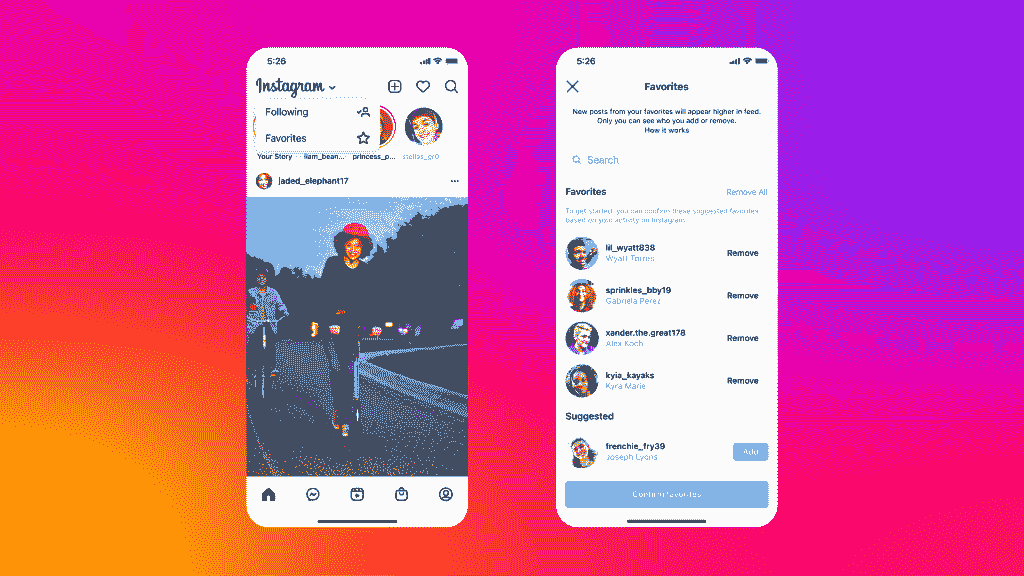 5:26
Instagram
Following
Favorites
Your Story
liam_bean...
princess_p...
stellas_gr0
jaded_elephant17
5:26
Favorites
New posts from your favorites will appear higher in feed.
Only you can see who you add or remove.
How it works
Search
Favorites
Remove All
To get started, you can confirm these suggested favorites
based on your activity on Instagram.
lil_wyatt838
Wyatt Torres
Remove
sprinkles_bby19
Gabriela Perez
Remove
xander.the.great178
Alex Koch
Remove
kyia_kayaks
Kyra Marie
Remove
Suggested
frenchie_fry39
Joseph Lyons
Add
Confirm favorites